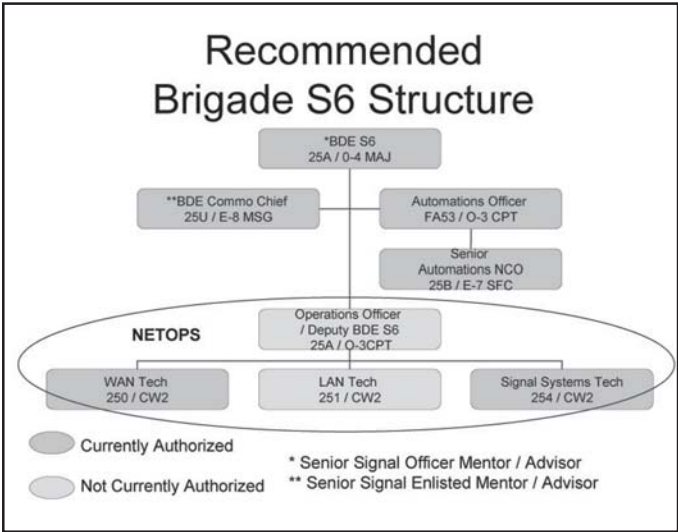 Recommended
Brigade S6 Structure
*BDE S6
25A / 0-4 MAJ
**BDE Commo Chief
25U / E-8 MSG
Automations Officer
FA53 / O-3 CPT
Senior
Automations NCO
25B / E-7 SFC
NETOPS
Operations Officer
/ Deputy BDE S6
25A / O-3CPT
WAN Tech
250 / CW2
LAN Tech
251 / CW2
Signal Systems Tech
254 / CW2
Currently Authorized
Not Currently Authorized
* Senior Signal Officer Mentor / Advisor
** Senior Signal Enlisted Mentor / Advisor